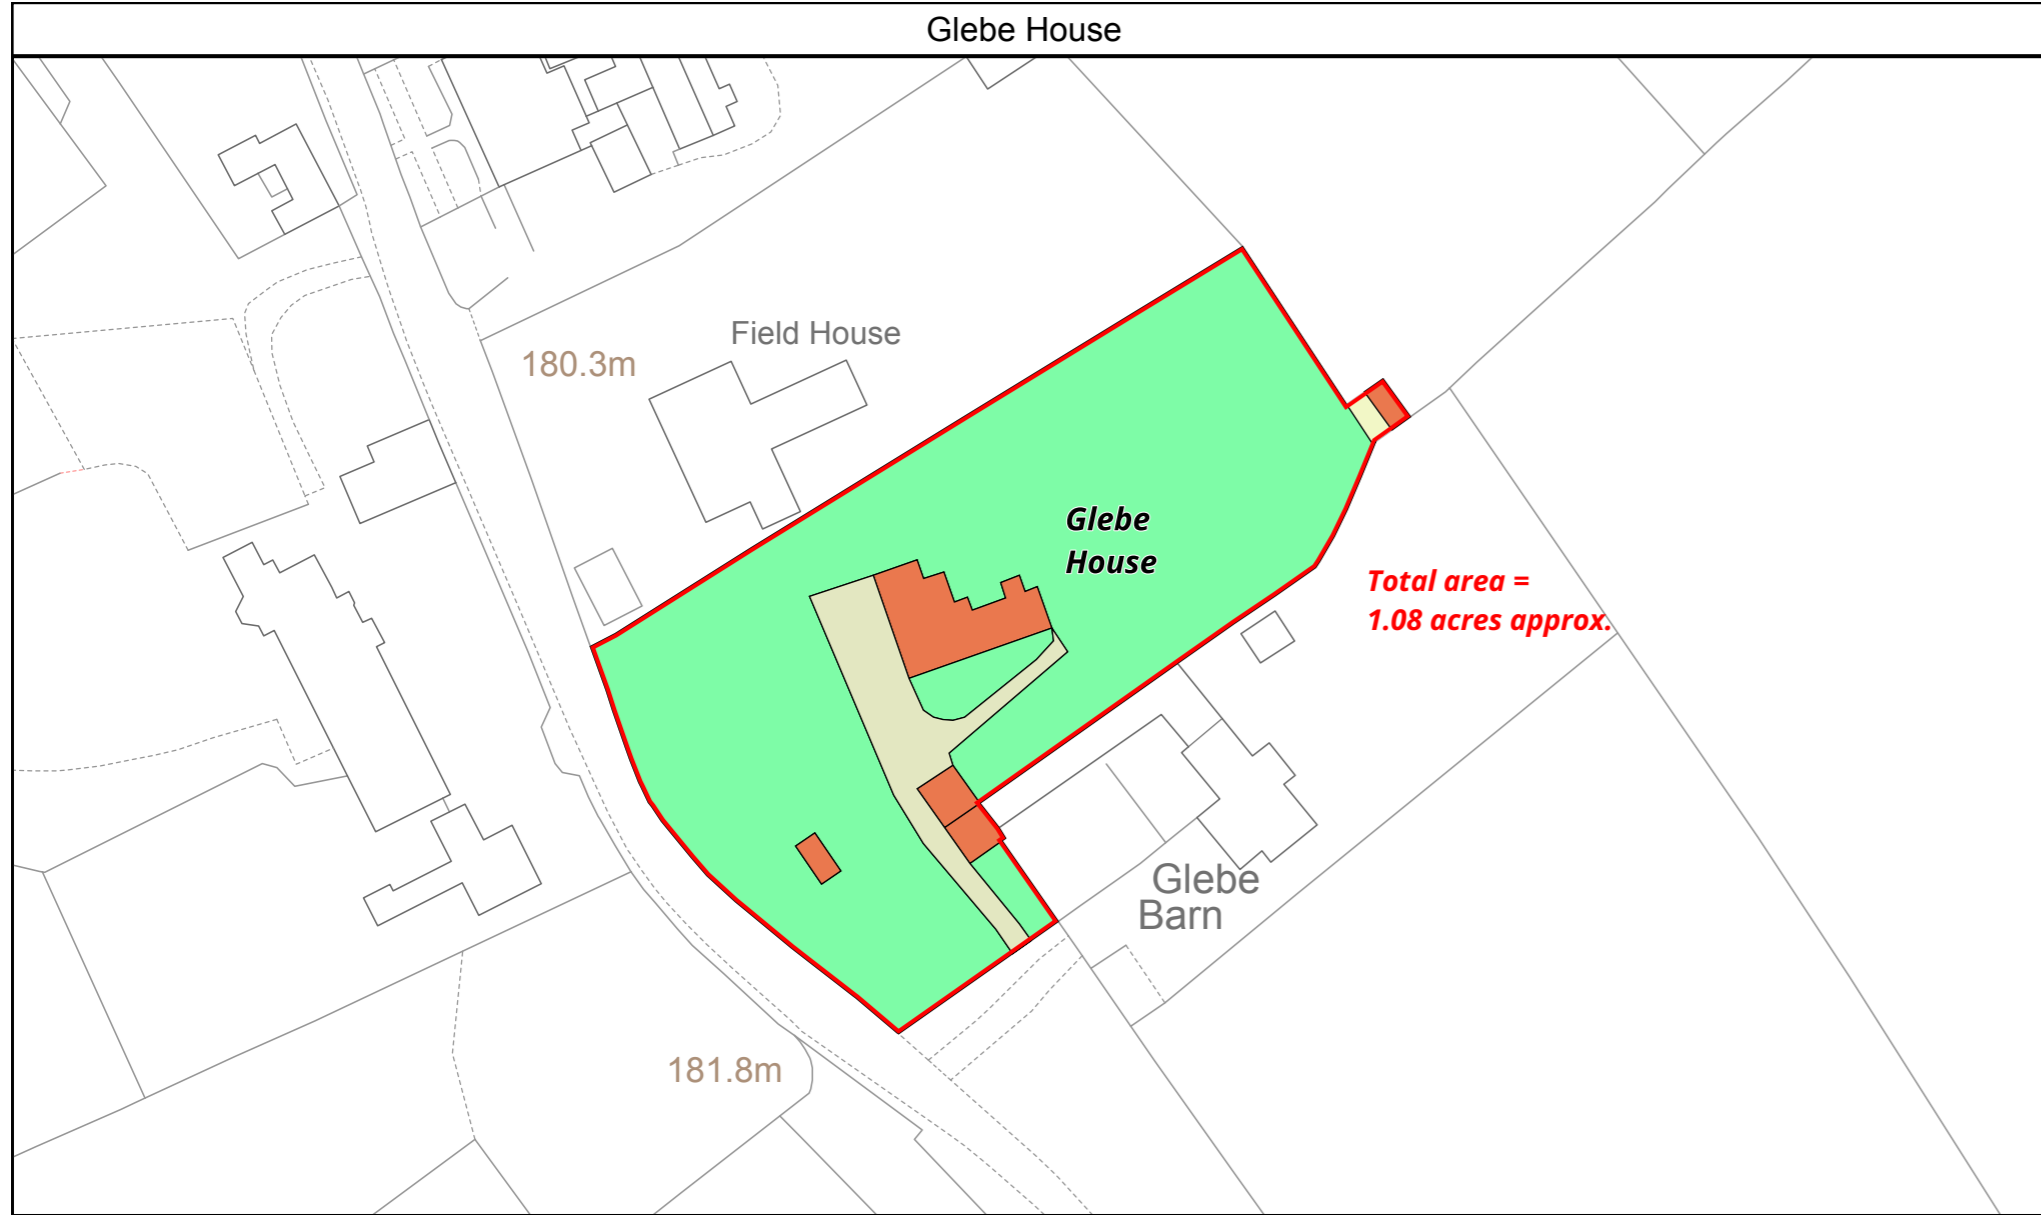 Glebe House
Field House
180.3m
Glebe
House
Total area =
1.08 acres approx.
Glebe
Barn
181.8m